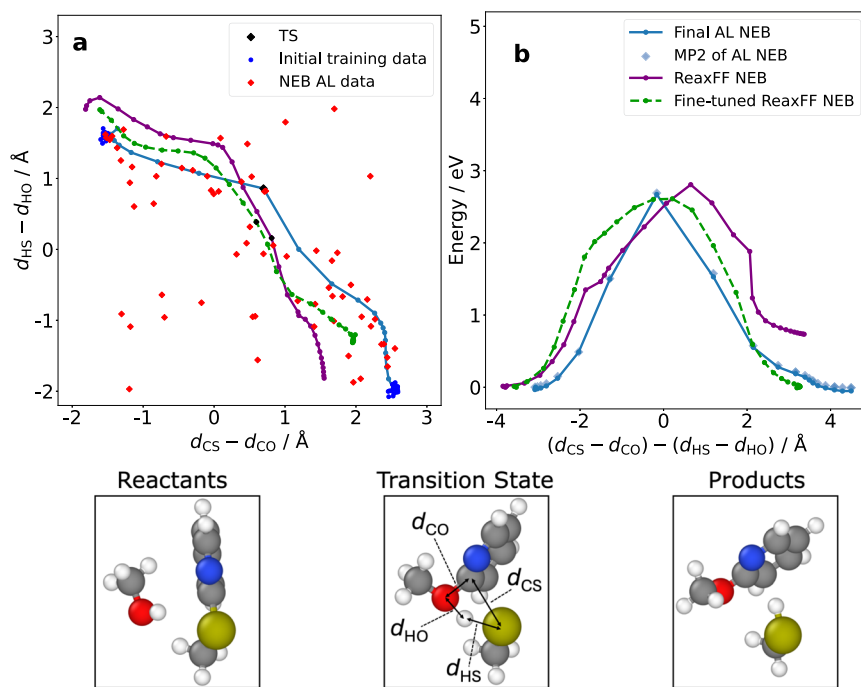 a
TS
Initial training data
NEB AL data
3
2
1
0
-1
-2
-2
-1
0
1
2
3
d_HS − d_HO / Å
d_CS − d_CO / Å
b
Final AL NEB
MP2 of AL NEB
ReaxFF NEB
Fine-tuned ReaxFF NEB
5
4
3
2
1
0
−4
−2
0
2
4
Energy / eV
(d_CS − d_CO) − (d_HS − d_HO) / Å
Reactants
Transition State
Products
d_CO
d_CS
d_HO
d_HS